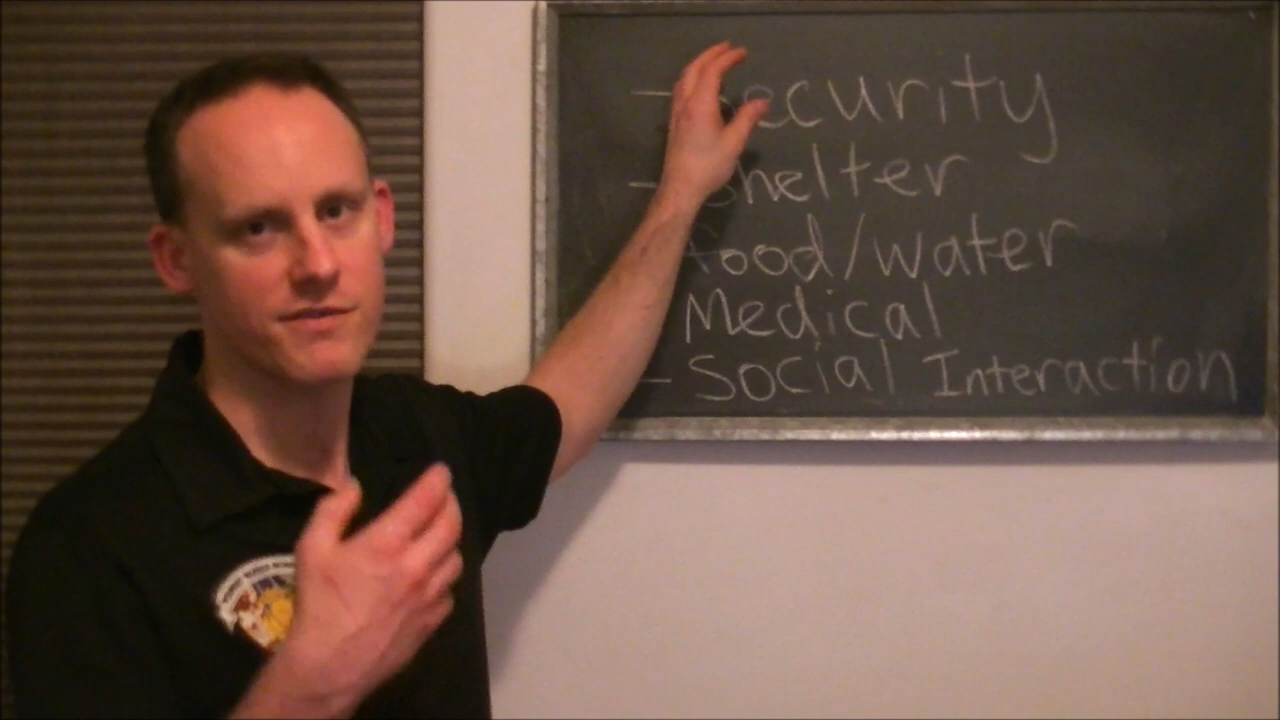 - Security
- Shelter
food/water
Medical
- Social Interaction